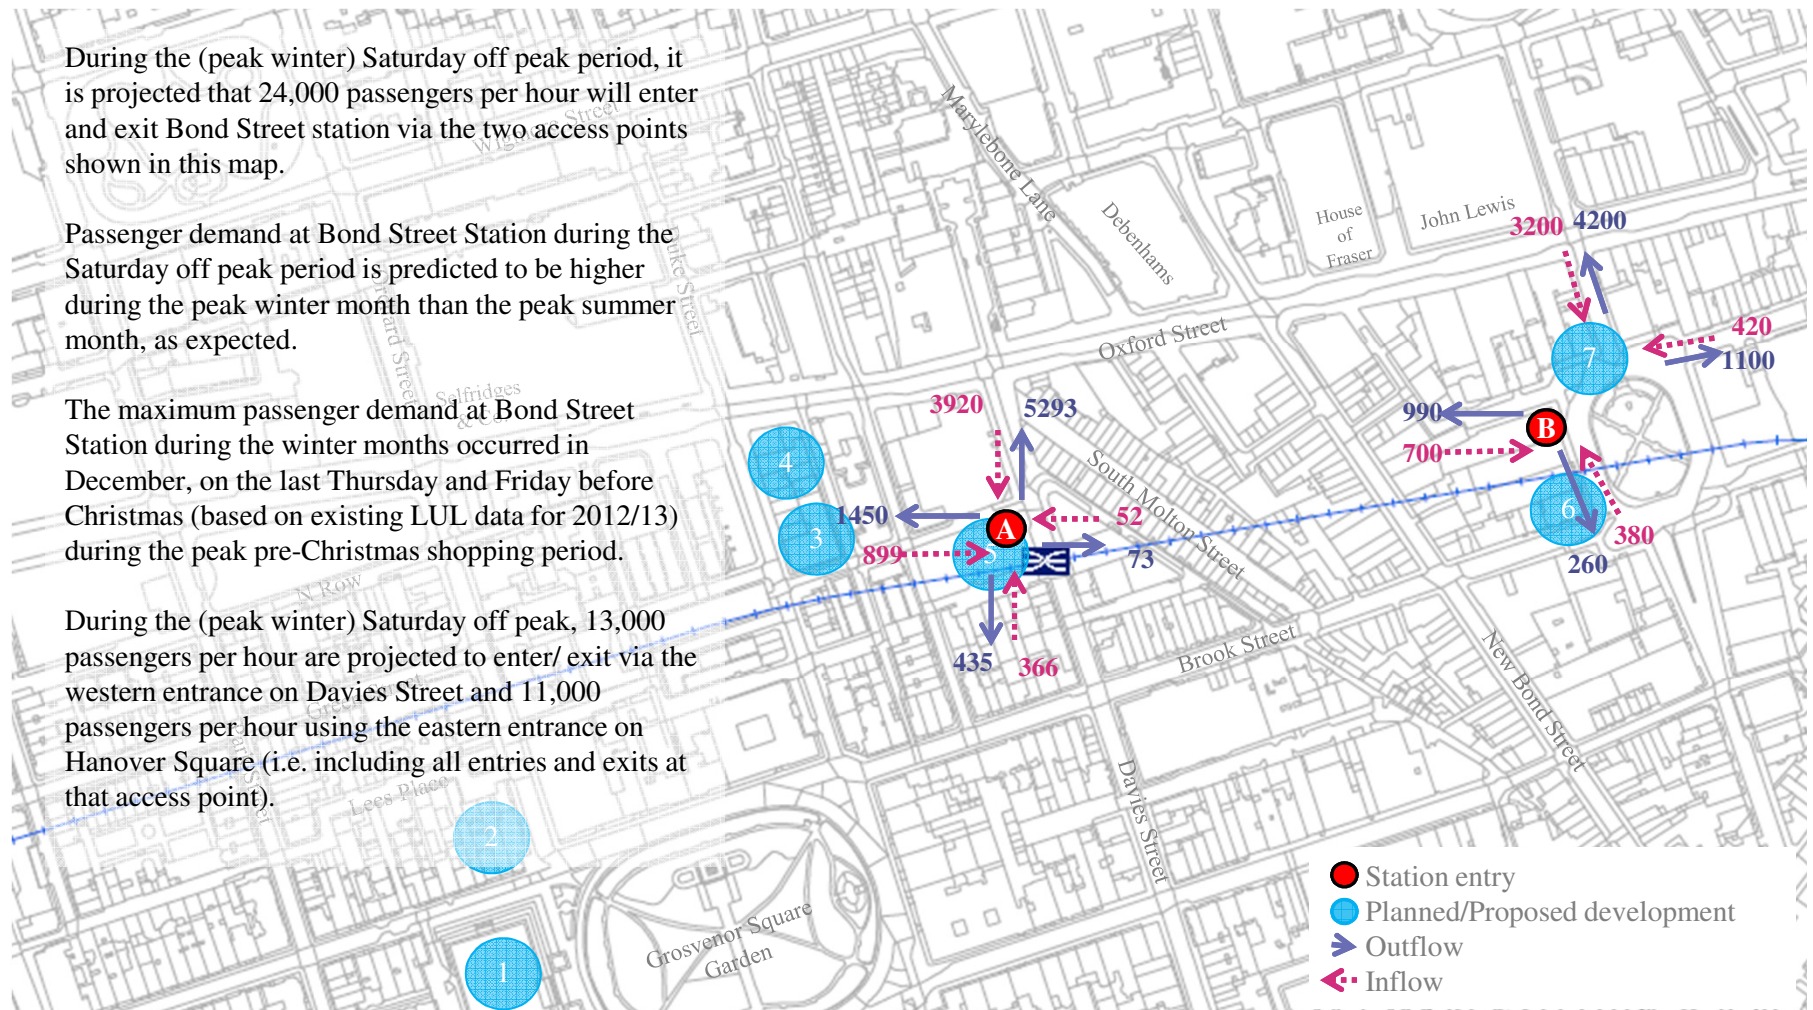 During the (peak winter) Saturday off peak period, it
is projected that 24,000 passengers per hour will enter
and exit Bond Street station via the two access points
shown in this map.
Passenger demand at Bond Street Station during the
Saturday off peak period is predicted to be higher
during the peak winter month than the peak summer
month, as expected.
The maximum passenger demand at Bond Street
Station during the winter months occurred in
December, on the last Thursday and Friday before
Christmas (based on existing LUL data for 2012/13)
during the peak pre-Christmas shopping period.
During the (peak winter) Saturday off peak, 13,000
passengers per hour are projected to enter/ exit via the
western entrance on Davies Street and 11,000
passengers per hour using the eastern entrance on
Hanover Square (i.e. including all entries and exits at
that access point).
Wigmore Street
Duke Street
Selfridges
& Co.
N Row
Lees Place
Marylebone Lane
Debenhams
House
of
Fraser
John Lewis
Oxford Street
South Molton Street
Brook Street
New Bond Street
Davies Street
Grosvenor Square
Garden
3200
4200
420
1100
7
990
B
700
6
380
260
3920
5293
4
1450
A
52
3
899
5
73
435
366
2
1
Station entry
Planned/Proposed development
Outflow
Inflow